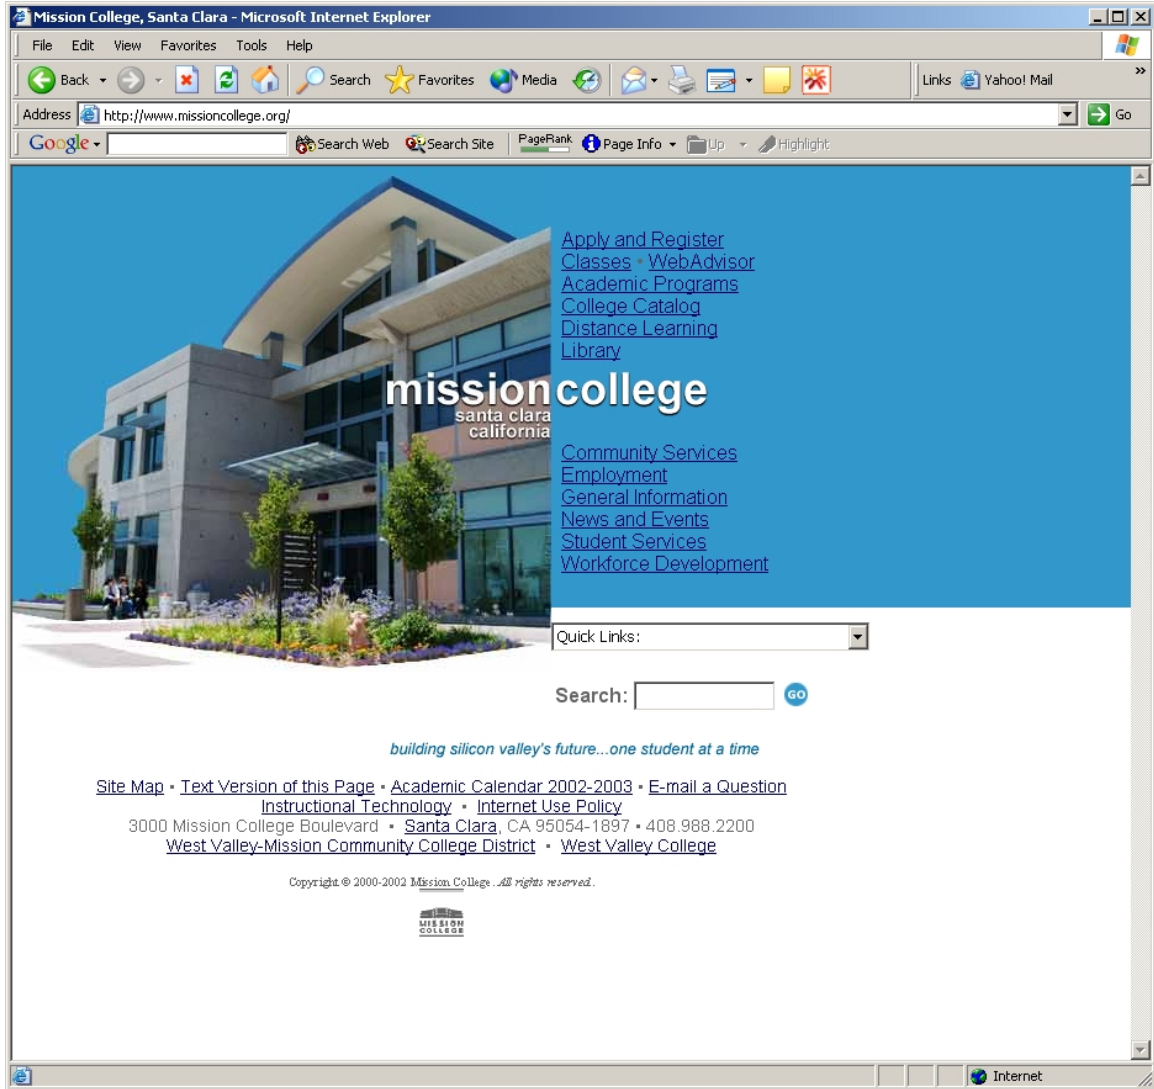 Mission College, Santa Clara - Microsoft Internet Explorer
File Edit View Favorites Tools Help
Back Search Favorites Media Links Yahoo! Mail »
Address http://www.missioncollege.org/ Go
Google Search Web Search Site PageRank Page Info Up Highlight
Apply and Register
Classes • WebAdvisor
Academic Programs
College Catalog
Distance Learning
Library
missioncollege
santa clara
california
Community Services
Employment
General Information
News and Events
Student Services
Workforce Development
Quick Links:
Search: GO
building silicon valley's future...one student at a time
Site Map • Text Version of this Page • Academic Calendar 2002-2003 • E-mail a Question
Instructional Technology • Internet Use Policy
3000 Mission College Boulevard • Santa Clara, CA 95054-1897 • 408.988.2200
West Valley-Mission Community College District • West Valley College
Copyright © 2000-2002 Mission College. All rights reserved.
MISSION
COLLEGE
Internet